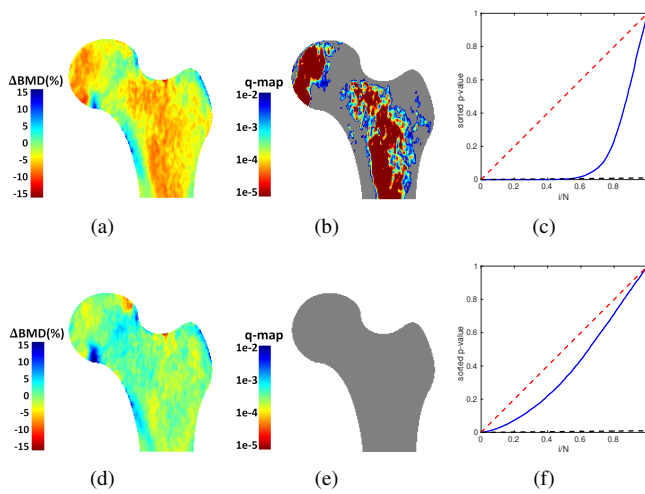 ΔBMD(%)
15
10
5
0
-5
-10
-15
(a)
q-map
1e-2
1e-3
1e-4
1e-5
(b)
sorted p-value
1
0.8
0.6
0.4
0.2
0
0 0.2 0.4 0.6 0.8
i/N
(c)
ΔBMD(%)
15
10
5
0
-5
-10
-15
(d)
q-map
1e-2
1e-3
1e-4
1e-5
(e)
sorted p-value
1
0.8
0.6
0.4
0.2
0
0 0.2 0.4 0.6 0.8
i/N
(f)